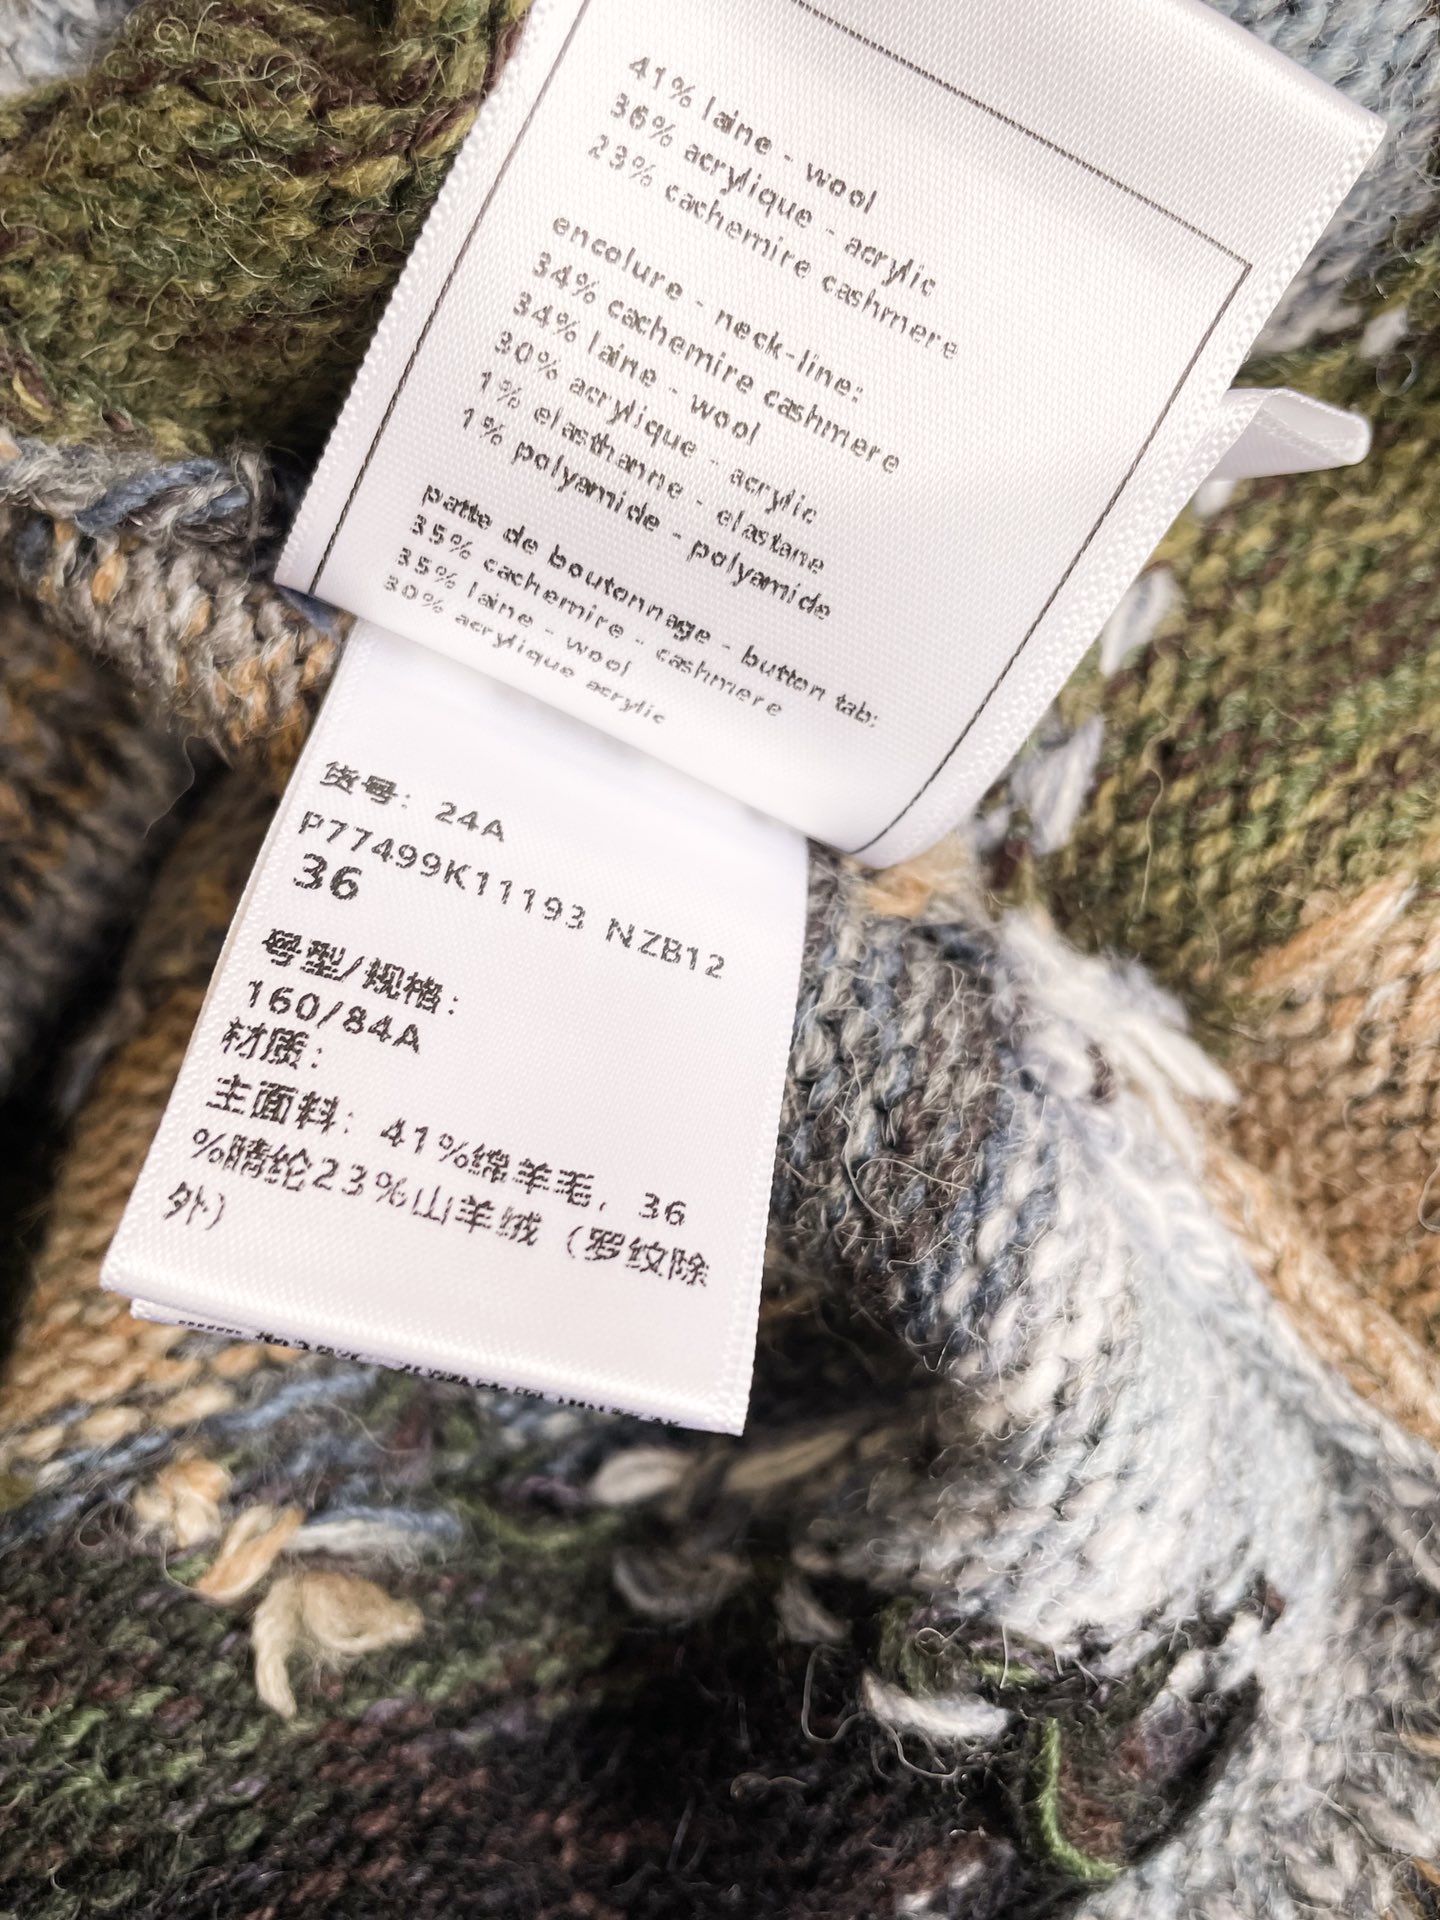 41% laine - wool
36% acrylique - acrylic
23% cachemire cashmere
encolure - neck-line:
34% cachemire cashmere
34% laine - wool
30% acrylique - acrylic
1% elasthanne - elastane
1% polyamide - polyamide
patte de boutonnage - button tab:
35% cachemire - cashmere
35% laine - wool
30% acrylique acrylic
货号: 24A
P77499K11193 NZB12
36
号型/规格:
160/84A
材质:
主面料: 41%绵羊毛, 36
%腈纶23%山羊绒 (罗纹除
外)